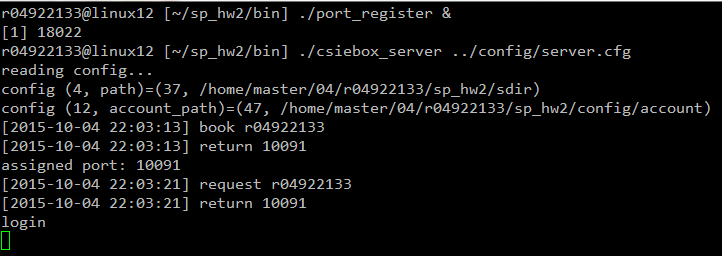 r04922133@linux12 [~/sp_hw2/bin] ./port_register &
[1] 18022
r04922133@linux12 [~/sp_hw2/bin] ./csiebox_server ../config/server.cfg
reading config...
config (4, path)=(37, /home/master/04/r04922133/sp_hw2/sdir)
config (12, account_path)=(47, /home/master/04/r04922133/sp_hw2/config/account)
[2015-10-04 22:03:13] book r04922133
[2015-10-04 22:03:13] return 10091
assigned port: 10091
[2015-10-04 22:03:21] request r04922133
[2015-10-04 22:03:21] return 10091
login